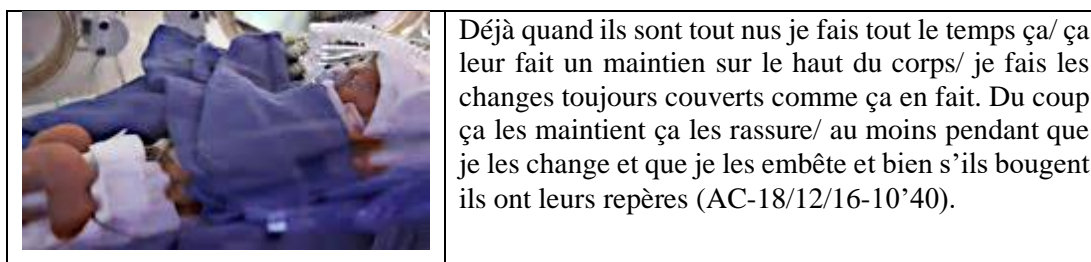 Déjà quand ils sont tout nus je fais tout le temps ça/ ça
leur fait un maintien sur le haut du corps/ je fais les
changes toujours couverts comme ça en fait. Du coup
ça les maintient ça les rassure/ au moins pendant que
je les change et que je les embête et bien s’ils bougent
ils ont leurs repères (AC-18/12/16-10’40).